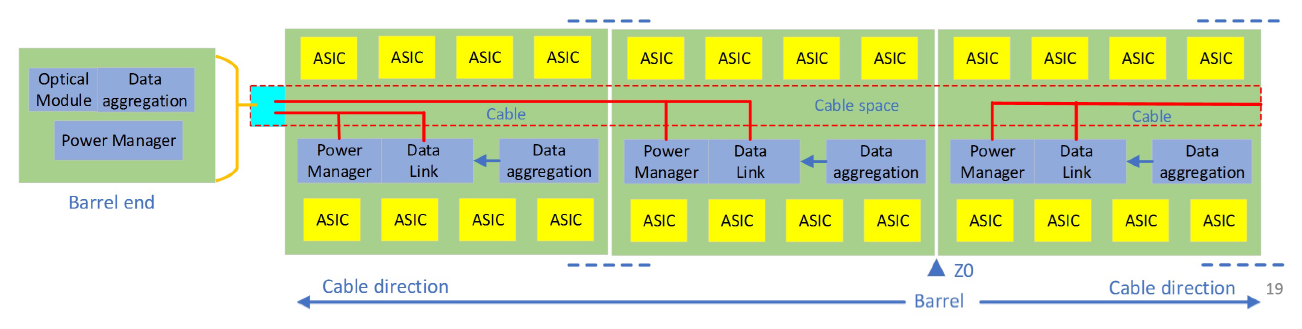 ASIC ASIC ASIC ASIC ASIC ASIC ASIC ASIC ASIC ASIC ASIC ASIC
Optical Module
Data aggregation
Power Manager
Barrel end
Cable
Cable space
Cable
Power Manager
Data Link
Data aggregation
Power Manager
Data Link
Data aggregation
Power Manager
Data Link
Data aggregation
ASIC ASIC ASIC ASIC ASIC ASIC ASIC ASIC ASIC ASIC ASIC ASIC
Z0
Cable direction
Barrel
Cable direction
19